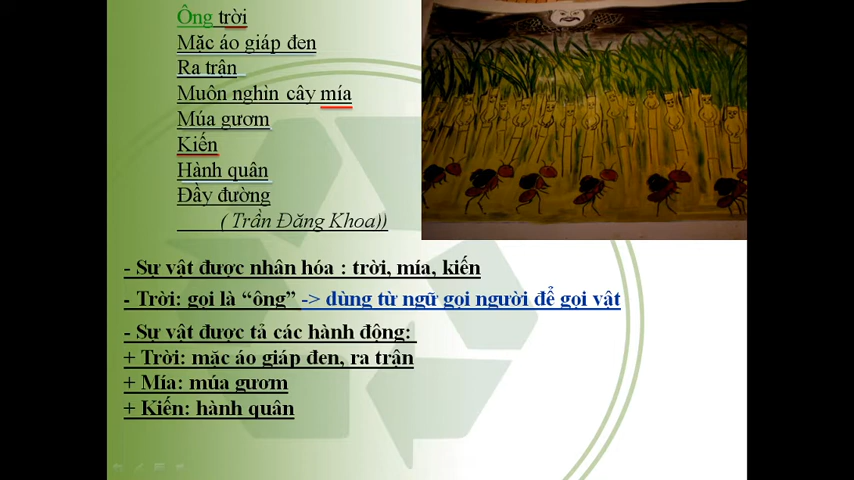 Ông trời
Mặc áo giáp đen
Ra trận
Muôn nghìn cây mía
Múa gươm
Kiến
Hành quân
Đầy đường
( Trần Đăng Khoa))
- Sự vật được nhân hóa : trời, mía, kiến
- Trời: gọi là “ông” -> dùng từ ngữ gọi người để gọi vật
- Sự vật được tả các hành động:
+ Trời: mặc áo giáp đen, ra trận
+ Mía: múa gươm
+ Kiến: hành quân